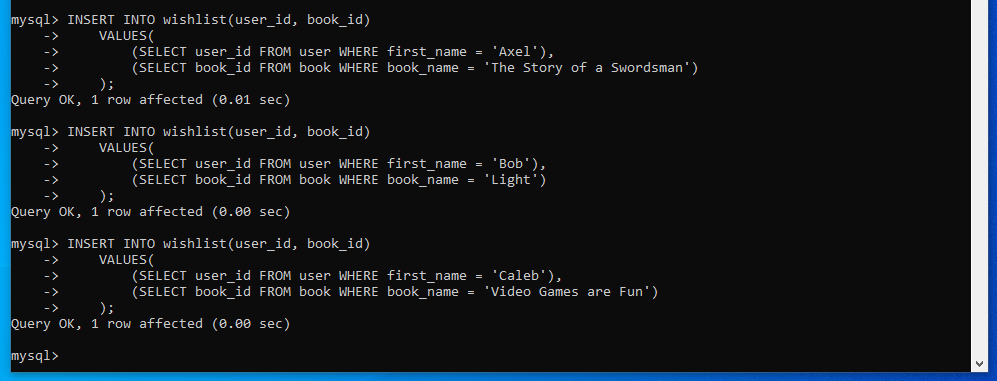 mysql> INSERT INTO wishlist(user_id, book_id)
    ->     VALUES(
    ->         (SELECT user_id FROM user WHERE first_name = 'Axel'),
    ->         (SELECT book_id FROM book WHERE book_name = 'The Story of a Swordsman')
    ->     );
Query OK, 1 row affected (0.01 sec)

mysql> INSERT INTO wishlist(user_id, book_id)
    ->     VALUES(
    ->         (SELECT user_id FROM user WHERE first_name = 'Bob'),
    ->         (SELECT book_id FROM book WHERE book_name = 'Light')
    ->     );
Query OK, 1 row affected (0.00 sec)

mysql> INSERT INTO wishlist(user_id, book_id)
    ->     VALUES(
    ->         (SELECT user_id FROM user WHERE first_name = 'Caleb'),
    ->         (SELECT book_id FROM book WHERE book_name = 'Video Games are Fun')
    ->     );
Query OK, 1 row affected (0.00 sec)

mysql>